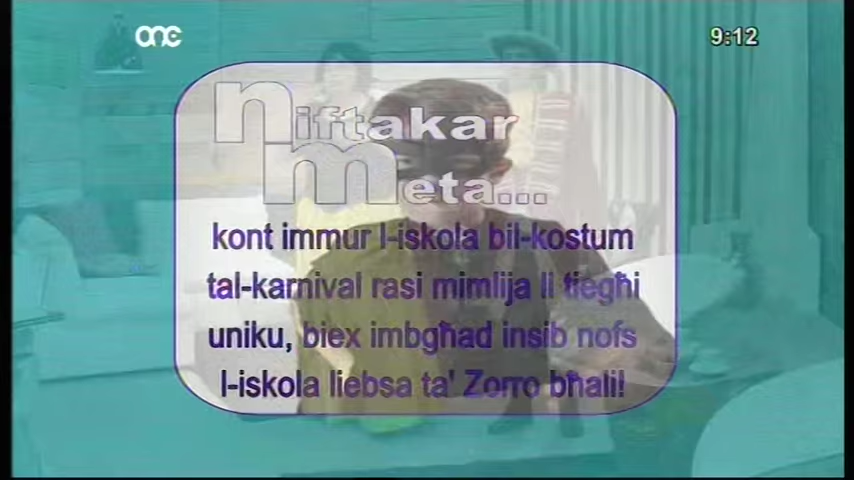 one
9:12
niftakar
meta...
kont immur l-iskola bil-kostum
tal-karnival rasi mimlija li tiegħi
uniku, biex imbgħad insib nofs
l-iskola liebsa ta' Zorro bħali!